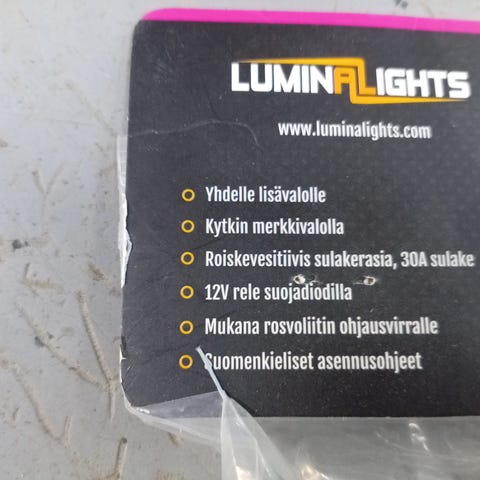 LUMINALIGHTS
www.luminalights.com
Yhdelle lisävalolle
Kytkin merkkivalolla
Roiskevesitiivis sulakerasia, 30A sulake
12V rele suojadiodilla
Mukana rosvoliitin ohjausvirralle
Suomenkieliset asennusohjeet